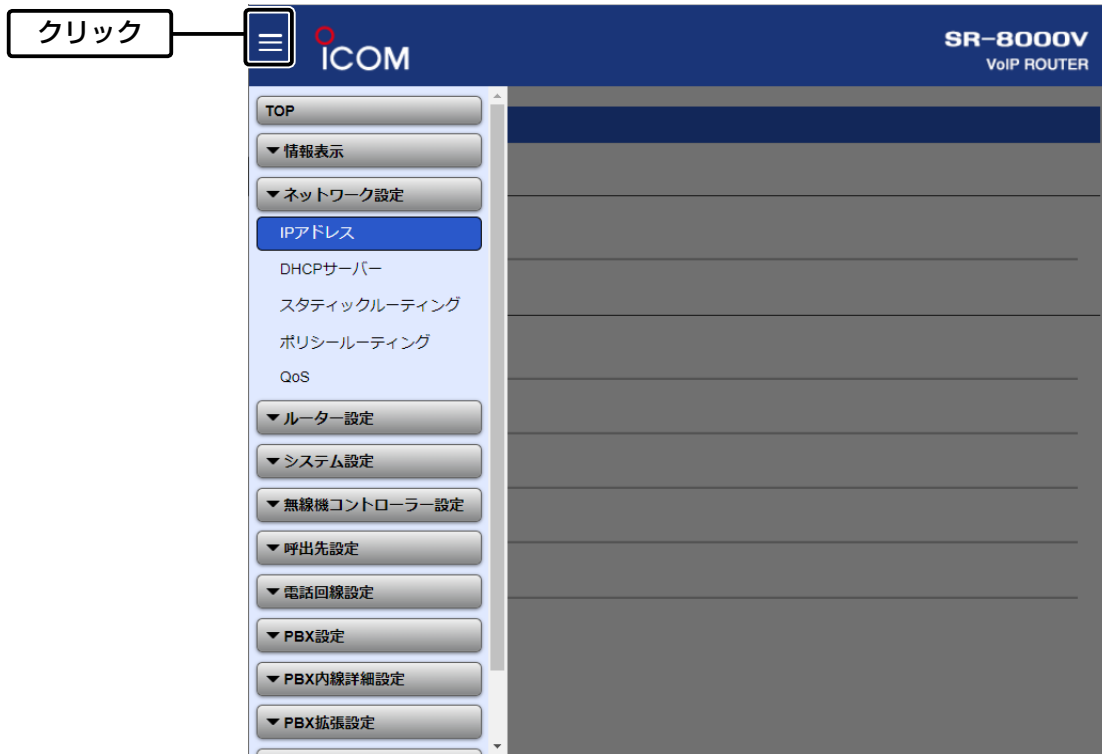 クリック
ICOM
SR-8000V
VoIP ROUTER
TOP
▼情報表示
▼ネットワーク設定
IPアドレス
DHCPサーバー
スタティックルーティング
ポリシールーティング
QoS
▼ルーター設定
▼システム設定
▼無線機コントローラー設定
▼呼出先設定
▼電話回線設定
▼PBX設定
▼PBX内線詳細設定
▼PBX拡張設定